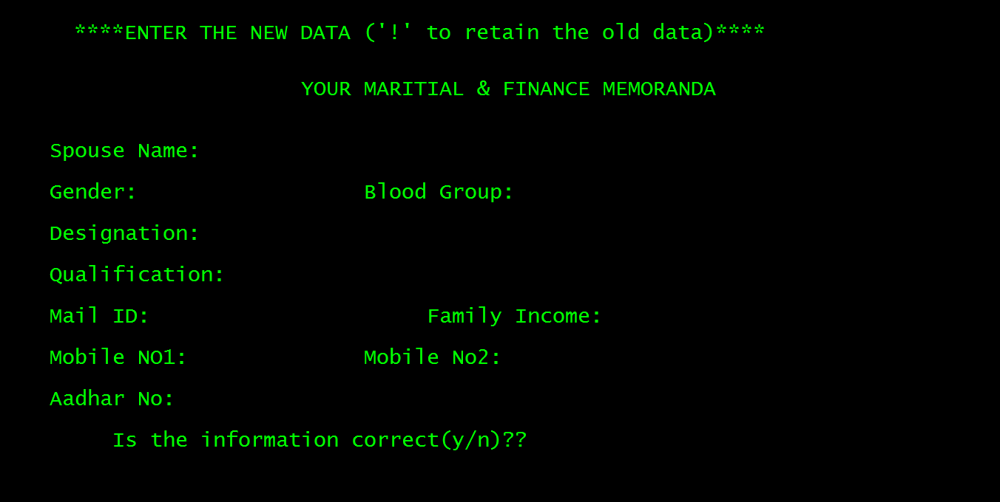 ****ENTER THE NEW DATA ('!' to retain the old data)****
YOUR MARITIAL & FINANCE MEMORANDA
Spouse Name:
Gender: Blood Group:
Designation:
Qualification:
Mail ID: Family Income:
Mobile NO1: Mobile No2:
Aadhar No:
Is the information correct(y/n)??